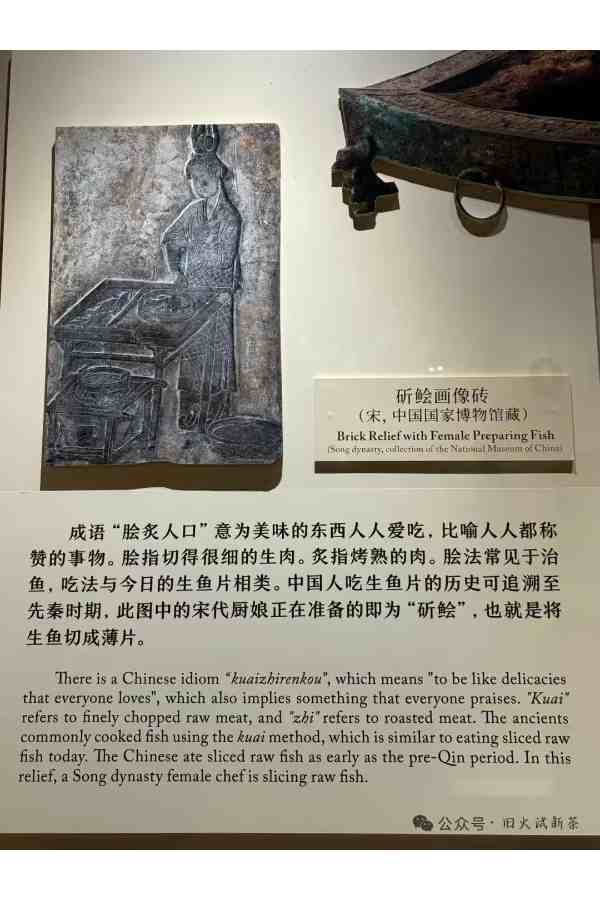 斫鲙画像砖
（宋，中国国家博物馆藏）
Brick Relief with Female Preparing Fish
(Song dynasty, collection of the National Museum of China)
成语“脍炙人口”意为美味的东西人人爱吃，比喻人人都称
赞的事物。脍指切得很细的生肉。炙指烤熟的肉。脍法常见于治
鱼，吃法与今日的生鱼片相类。中国人吃生鱼片的历史可追溯至
先秦时期，此图中的宋代厨娘正在准备的即为“斫鲙”，也就是将
生鱼切成薄片。
There is a Chinese idiom "kuaizhirenkou", which means "to be like delicacies
that everyone loves", which also implies something that everyone praises. "Kuai"
refers to finely chopped raw meat, and "zhi" refers to roasted meat. The ancients
commonly cooked fish using the kuai method, which is similar to eating sliced raw
fish today. The Chinese ate sliced raw fish as early as the pre-Qin period. In this
relief, a Song dynasty female chef is slicing raw fish.
公众号·旧火试新茶